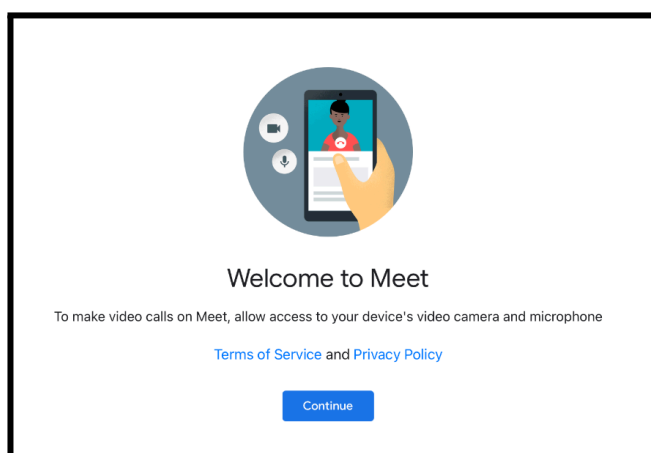 Welcome to Meet
To make video calls on Meet, allow access to your device's video camera and microphone
Terms of Service and Privacy Policy
Continue